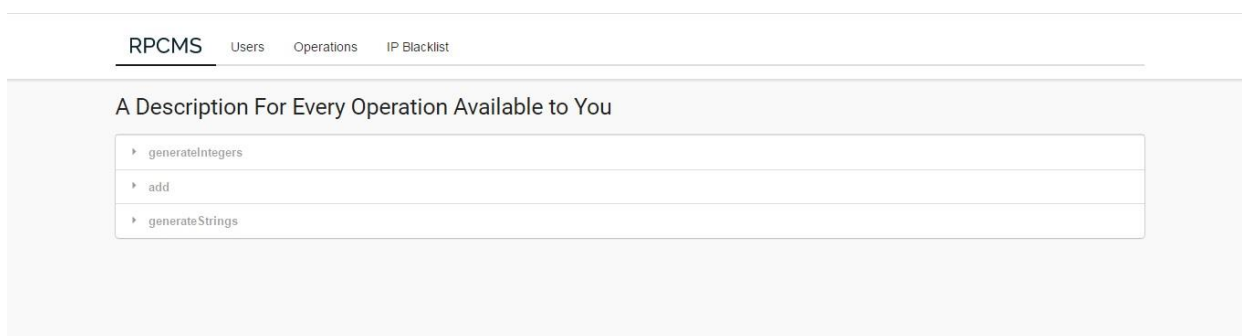 RPCMS Users Operations IP Blacklist
A Description For Every Operation Available to You
generateIntegers
add
generateStrings